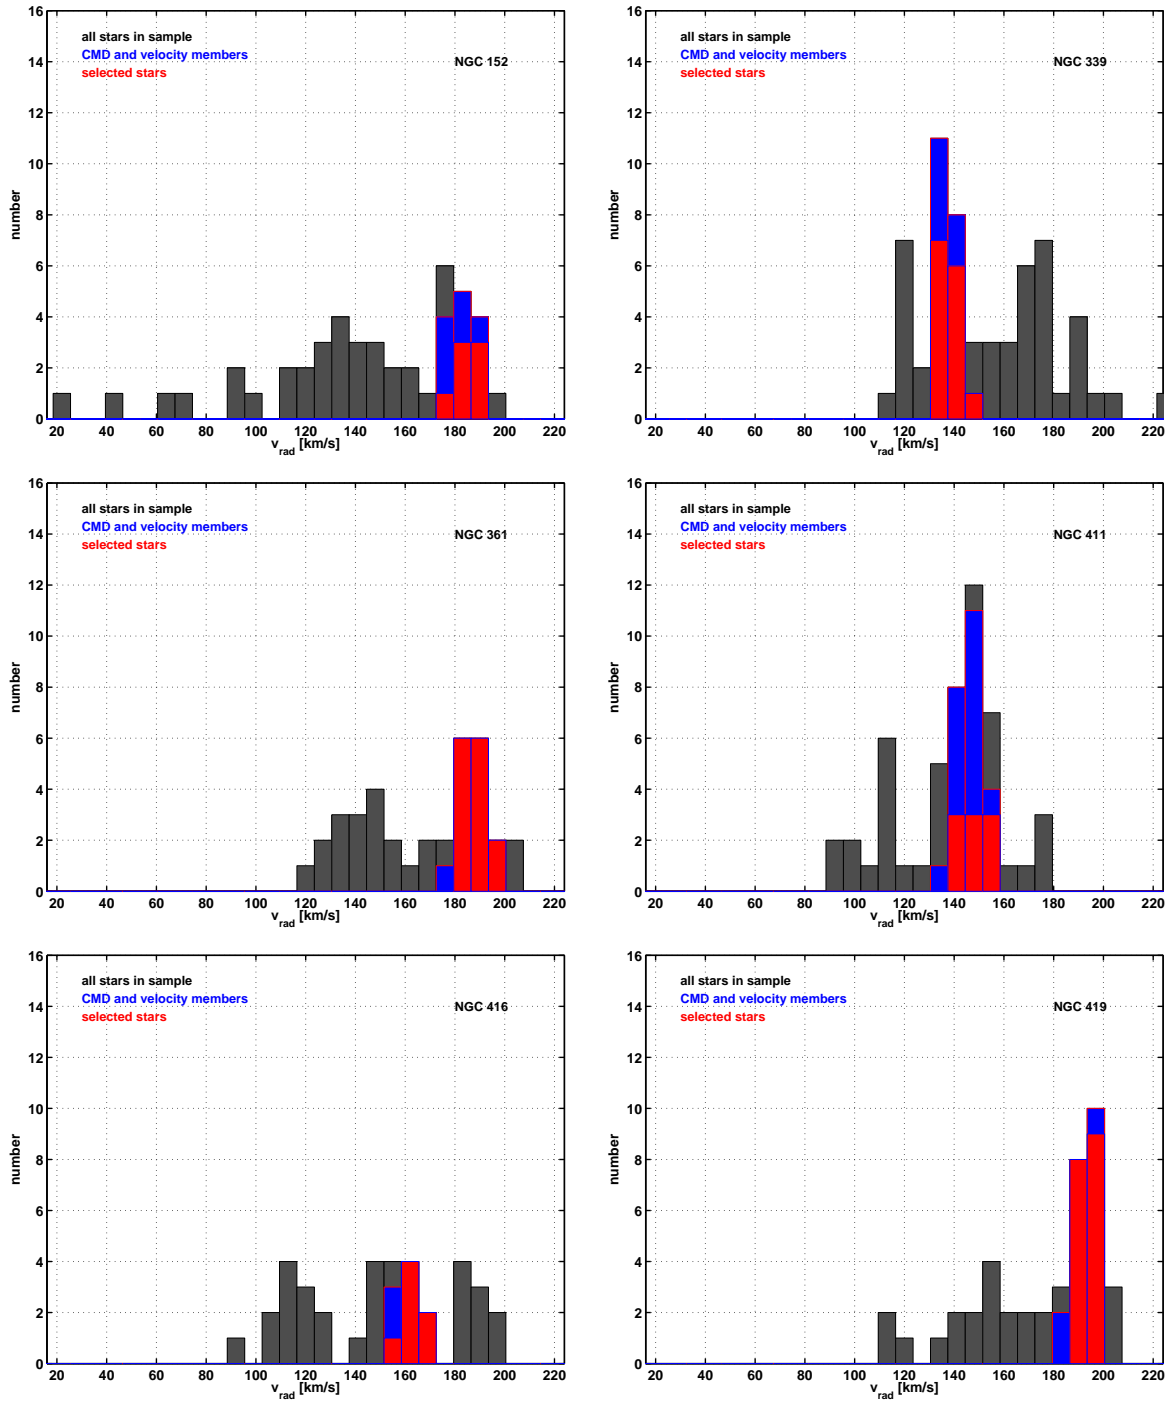 16
14
12
10
8
6
4
2
0
number
all stars in sample
CMD and velocity members
selected stars
NGC 152
20 40 60 80 100 120 140 160 180 200 220
v_rad [km/s]
16
14
12
10
8
6
4
2
0
number
all stars in sample
CMD and velocity members
selected stars
NGC 339
20 40 60 80 100 120 140 160 180 200 220
v_rad [km/s]
16
14
12
10
8
6
4
2
0
number
all stars in sample
CMD and velocity members
selected stars
NGC 361
20 40 60 80 100 120 140 160 180 200 220
v_rad [km/s]
16
14
12
10
8
6
4
2
0
number
all stars in sample
CMD and velocity members
selected stars
NGC 411
20 40 60 80 100 120 140 160 180 200 220
v_rad [km/s]
16
14
12
10
8
6
4
2
0
number
all stars in sample
CMD and velocity members
selected stars
NGC 416
20 40 60 80 100 120 140 160 180 200 220
v_rad [km/s]
16
14
12
10
8
6
4
2
0
number
all stars in sample
CMD and velocity members
selected stars
NGC 419
20 40 60 80 100 120 140 160 180 200 220
v_rad [km/s]